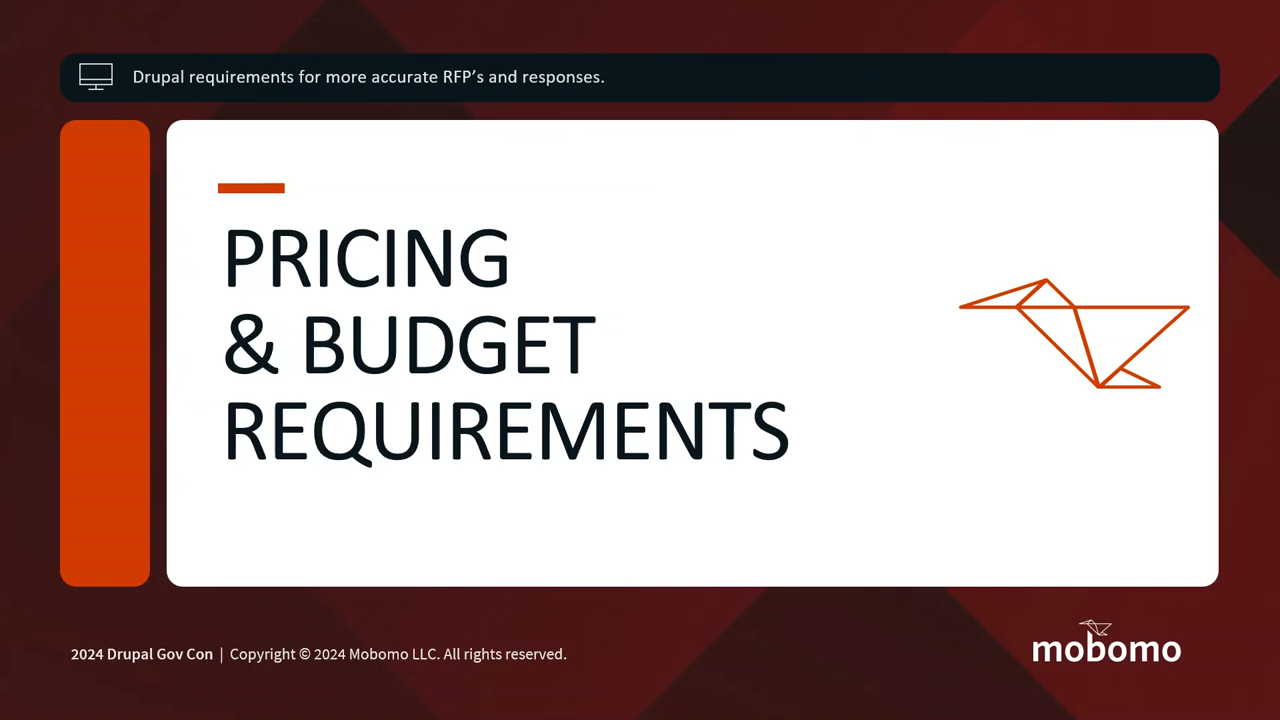 Drupal requirements for more accurate RFP’s and responses.
PRICING
& BUDGET
REQUIREMENTS
2024 Drupal Gov Con | Copyright © 2024 Mobomo LLC. All rights reserved.
mobomo